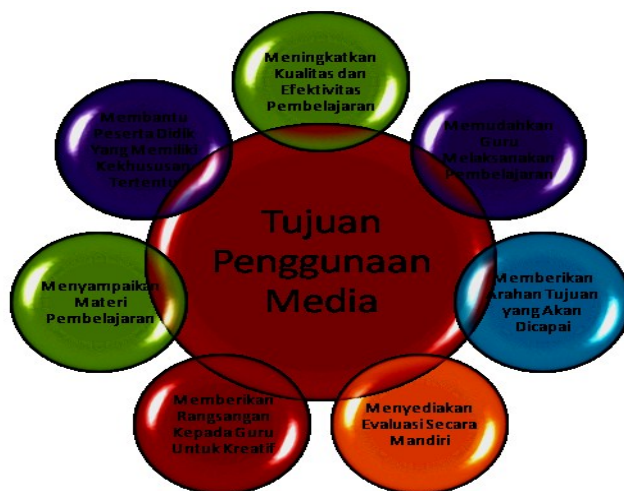 Meningkatkan
Kualitas dan
Efektivitas
Pembelajaran
Memudahkan
Guru
Melaksanakan
Pembelajaran
Memberikan
Arahan Tujuan
yang Akan
Dicapai
Menyediakan
Evaluasi Secara
Mandiri
Memberikan
Rangsangan
Kepada Guru
Untuk Kreatif
Menyampaikan
Materi
Pembelajaran
Membantu
Peserta Didik
Yang Memiliki
Kekhususan
Tertentu
Tujuan
Penggunaan
Media